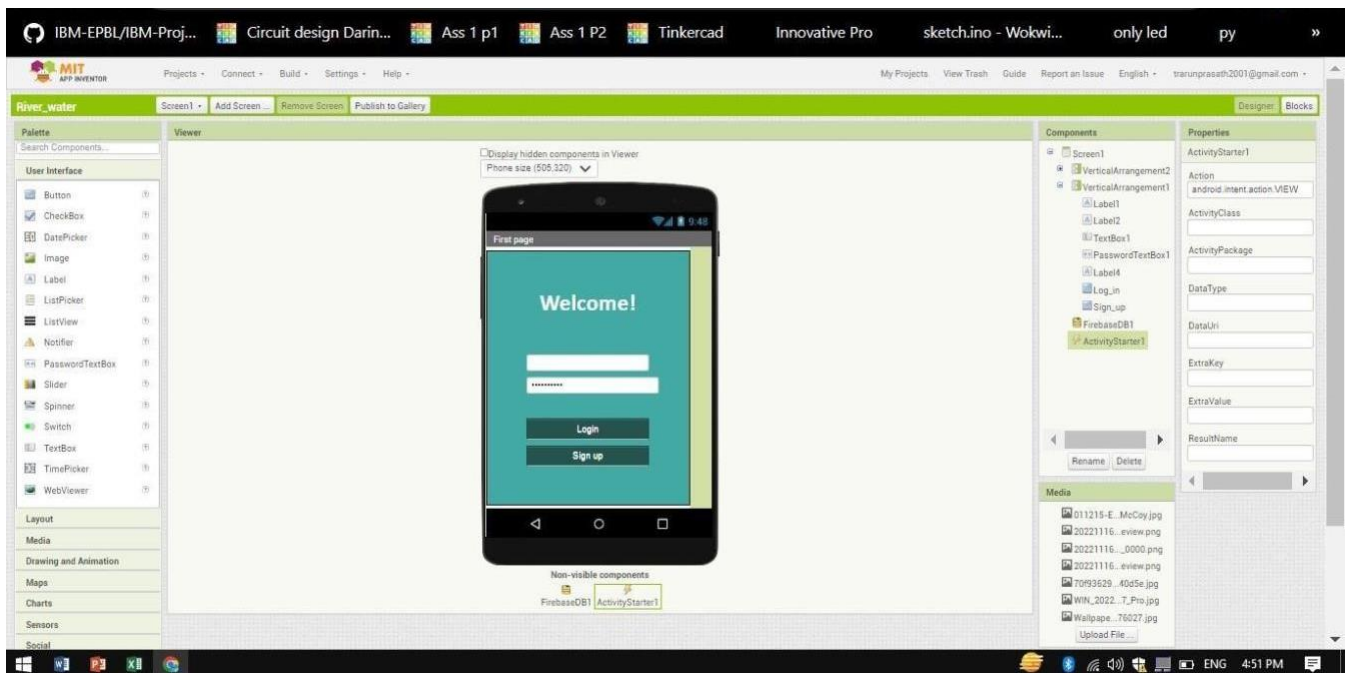 IBM-EPBL/IBM-Proj... Circuit design Darin... Ass 1 p1 Ass 1 P2 Tinkercad Innovative Pro sketch.ino - Wokwi... only led py »
MIT APP INVENTOR
Projects Connect Build Settings Help
My Projects View Trash Guide Report an Issue English trarunprasath2001@gmail.com
River_water
Screen1 Add Screen ... Remove Screen Publish to Gallery
Designer Blocks
Palette
Search Components...
User Interface
Button
CheckBox
DatePicker
Image
Label
ListPicker
ListView
Notifier
PasswordTextBox
Slider
Spinner
Switch
TextBox
TimePicker
WebViewer
Layout
Media
Drawing and Animation
Maps
Charts
Sensors
Social
Viewer
Display hidden components in Viewer
Phone size (505,320)
9:48
First page
Welcome!
Login
Sign up
Non-visible components
FirebaseDB1 ActivityStarter1
Components
Screen1
VerticalArrangement2
VerticalArrangement1
Label1
Label2
TextBox1
PasswordTextBox1
Label4
Log_in
Sign_up
FirebaseDB1
ActivityStarter1
Rename Delete
Media
011215-E...McCoy.jpg
20221116...eview.png
20221116..._0000.png
20221116...eview.png
70f93629...40d5e.jpg
WIN_2022...7_Pro.jpg
Wallpape...76027.jpg
Upload File ...
Properties
ActivityStarter1
Action
android.intent.action.VIEW
ActivityClass
ActivityPackage
DataType
DataUri
ExtraKey
ExtraValue
ResultName
ENG 4:51 PM